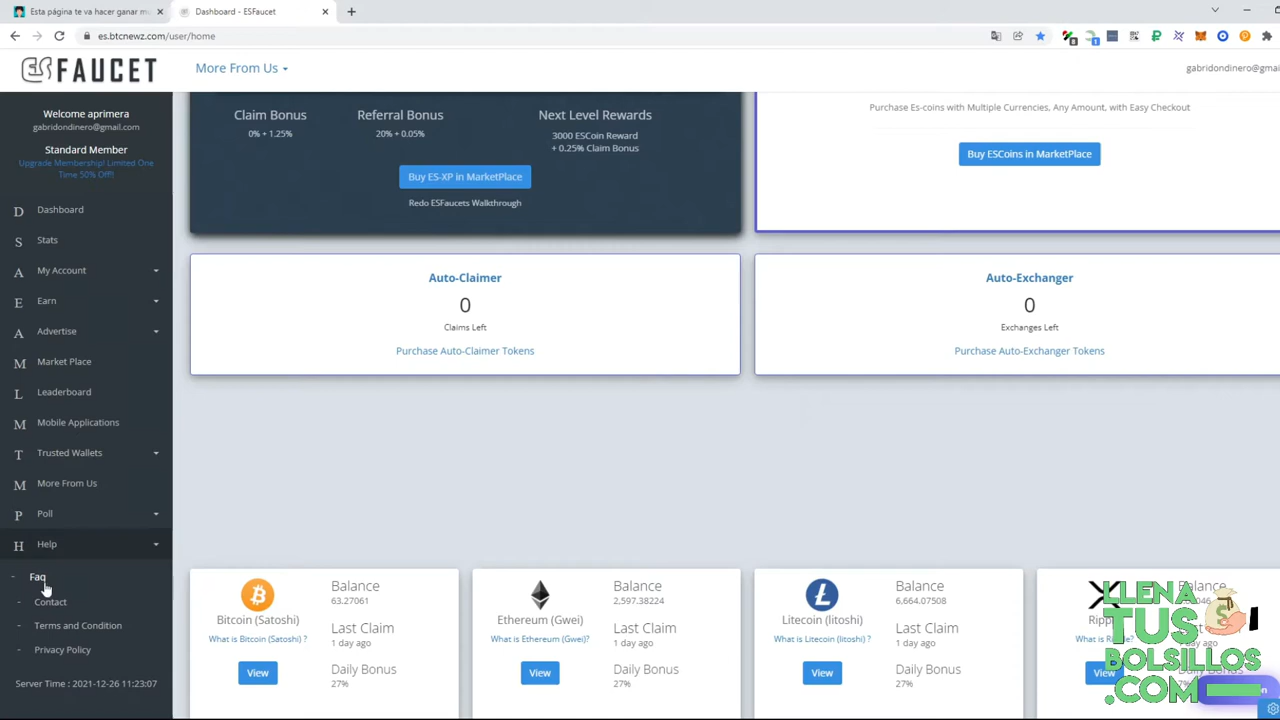 Esta página te va hacer ganar m
Dashboard - ESFaucet
es.btcnewz.com/user/home
ES FAUCET
More From Us
gabridondinero@gmai
Welcome aprimera
gabridondinero@gmail.com
Standard Member
Upgrade Membership! Limited One
Time 50% Off!!
D Dashboard
S Stats
A My Account
E Earn
A Advertise
M Market Place
L Leaderboard
M Mobile Applications
T Trusted Wallets
M More From Us
P Poll
H Help
- Faq
- Contact
- Terms and Condition
- Privacy Policy
Server Time : 2021-12-26 11:23:07
Claim Bonus
0% + 1.25%
Referral Bonus
20% + 0.05%
Next Level Rewards
3000 ESCoin Reward
+ 0.25% Claim Bonus
Buy ES-XP in MarketPlace
Redo ESFaucets Walkthrough
Purchase Es-coins with Multiple Currencies, Any Amount, with Easy Checkout
Buy ESCoins in MarketPlace
Auto-Claimer
0
Claims Left
Purchase Auto-Claimer Tokens
Auto-Exchanger
0
Exchanges Left
Purchase Auto-Exchanger Tokens
Bitcoin (Satoshi)
What is Bitcoin (Satoshi) ?
View
Balance
63.27061
Last Claim
1 day ago
Daily Bonus
27%
Ethereum (Gwei)
What is Ethereum (Gwei)?
View
Balance
2,597.38224
Last Claim
1 day ago
Daily Bonus
27%
Litecoin (litoshi)
What is Litecoin (litoshi) ?
View
Balance
6,664.07508
Last Claim
1 day ago
Daily Bonus
27%
View
Balance
27%
LLENA
TUS
BOLSILLOS
.COM